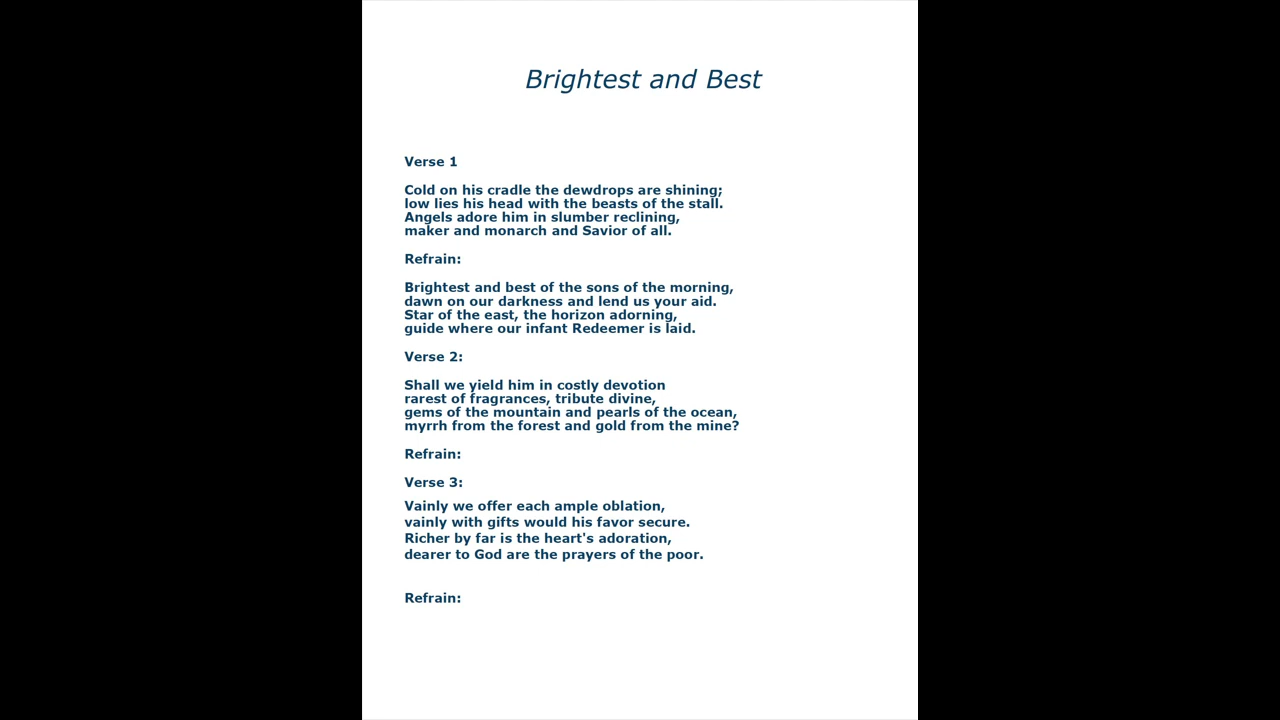 Brightest and Best
Verse 1
Cold on his cradle the dewdrops are shining;
low lies his head with the beasts of the stall.
Angels adore him in slumber reclining,
maker and monarch and Savior of all.
Refrain:
Brightest and best of the sons of the morning,
dawn on our darkness and lend us your aid.
Star of the east, the horizon adorning,
guide where our infant Redeemer is laid.
Verse 2:
Shall we yield him in costly devotion
rarest of fragrances, tribute divine,
gems of the mountain and pearls of the ocean,
myrrh from the forest and gold from the mine?
Refrain:
Verse 3:
Vainly we offer each ample oblation,
vainly with gifts would his favor secure.
Richer by far is the heart's adoration,
dearer to God are the prayers of the poor.
Refrain: